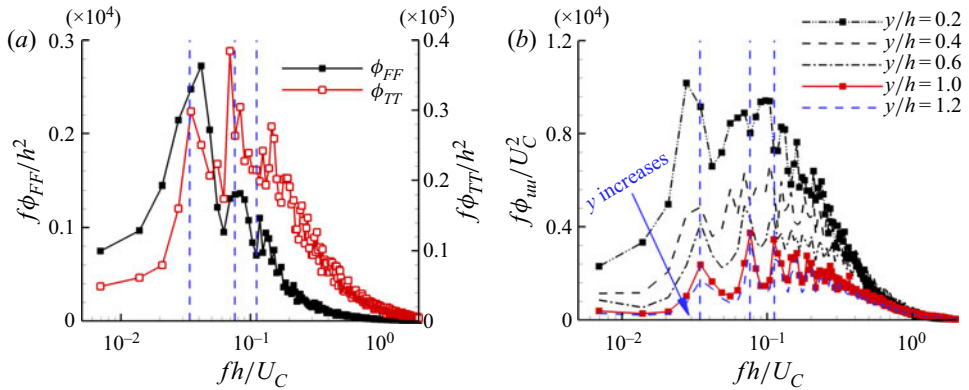 (×10⁴) (×10⁵) (×10⁴)
(a) (b)
0.3 0.4 1.2
0.2 0.3 0.8
0.1 0.2 0.4
0 0.1 0
0
fϕ_FF/h²
fϕ_TT/h²
ϕ_FF
ϕ_TT
10⁻² 10⁻¹ 10⁰
fh/U_C
fϕ_uu/U_C²
y/h = 0.2
y/h = 0.4
y/h = 0.6
y/h = 1.0
y/h = 1.2
y increases
10⁻² 10⁻¹ 10⁰
fh/U_C